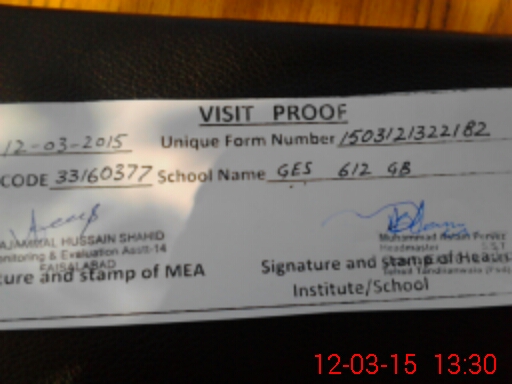 VISIT PROOF
12-03-2015 Unique Form Number 1503121322182
CODE 33160377 School Name GES 612 GB
HUSSAIN SHAHID
Monitoring & Evaluation Asstt-14
FAISALABAD
Muhammad
Headmaster
ture and stamp of MEA
Signature and stamp of Head
Institute/School
12-03-15 13:30